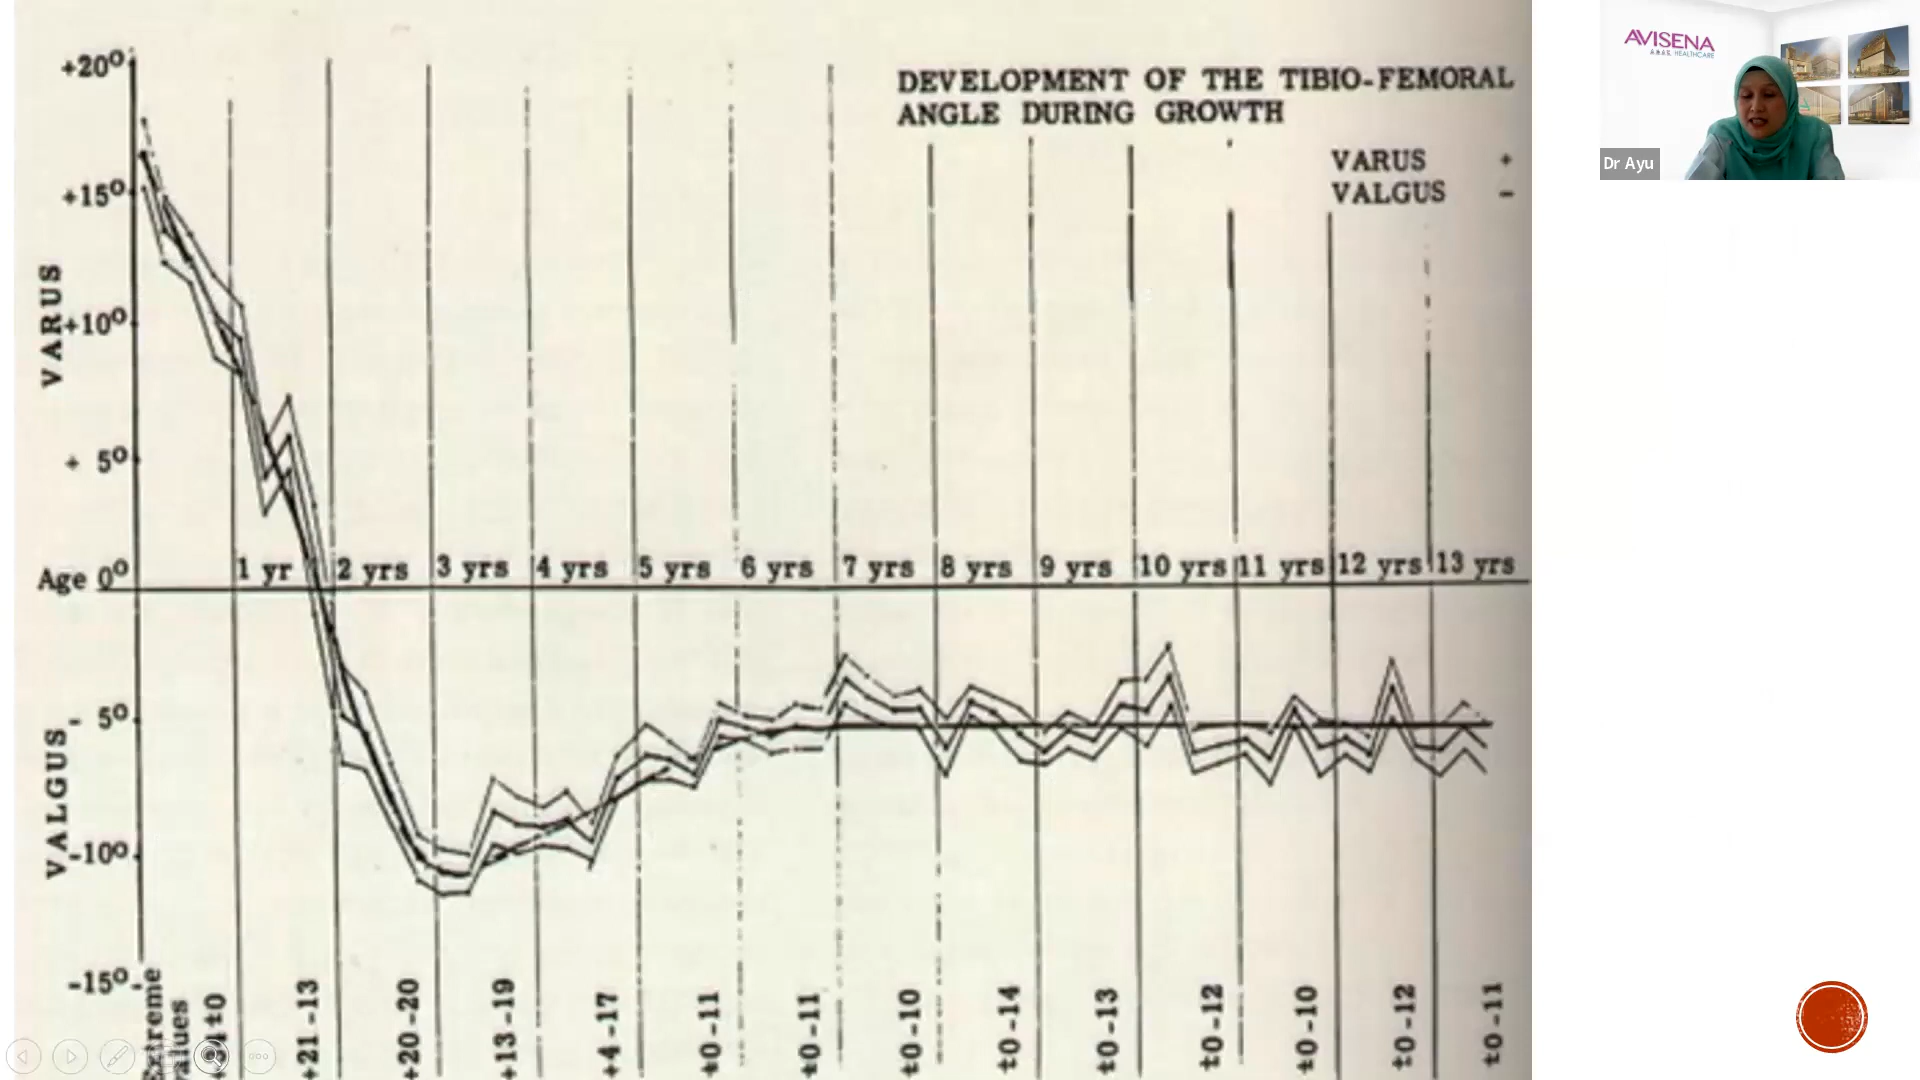 DEVELOPMENT OF THE TIBIO-FEMORAL
ANGLE DURING GROWTH
VARUS +
VALGUS -
+20°
+15°
+10°
+ 5°
Age 0°
- 5°
-10°
-15°
VARUS
VALGUS
1 yr
2 yrs
3 yrs
4 yrs
5 yrs
6 yrs
7 yrs
8 yrs
9 yrs
10 yrs
11 yrs
12 yrs
13 yrs
Extreme
values
+21 -13
+20 -20
+13 -19
+4 -17
±0 -11
±0 -11
±0 -10
±0 -14
±0 -13
±0 -12
±0 -10
±0 -12
±0 -11
AVISENA
HEALTHCARE
Dr Ayu